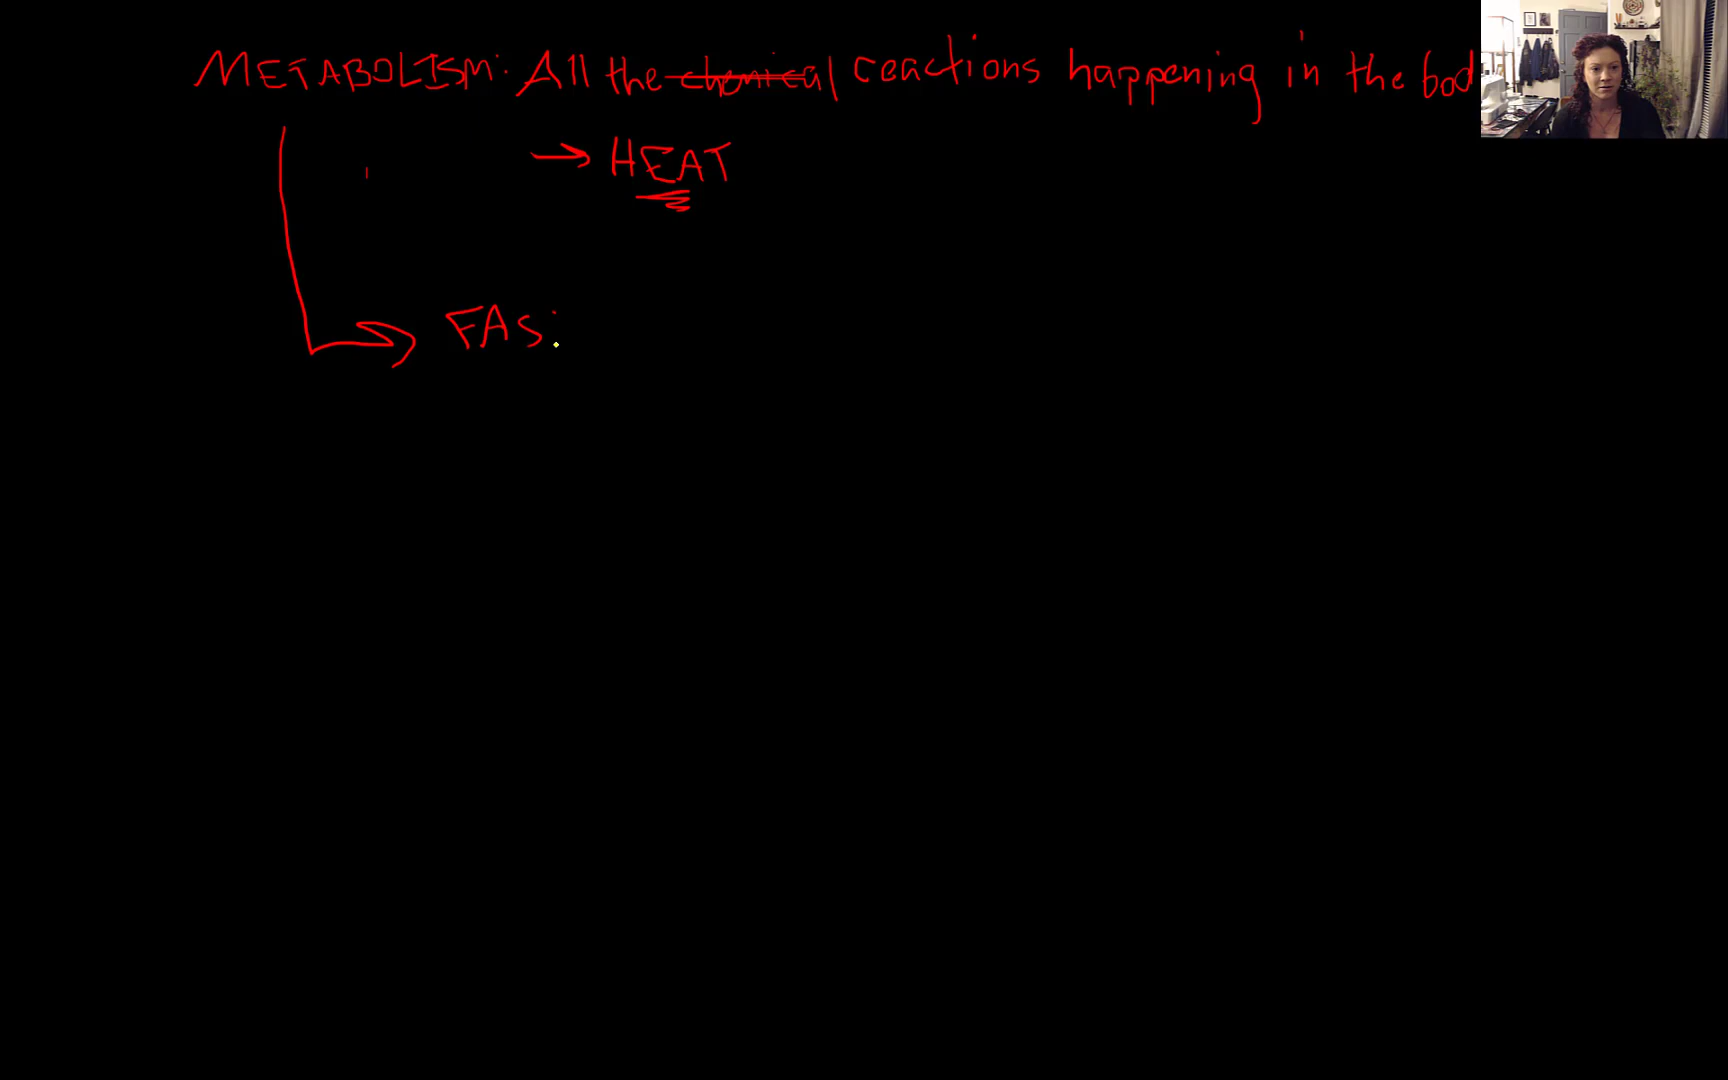 METABOLISM: All the chemical reactions happening in the bod
→ HEAT
FAS: